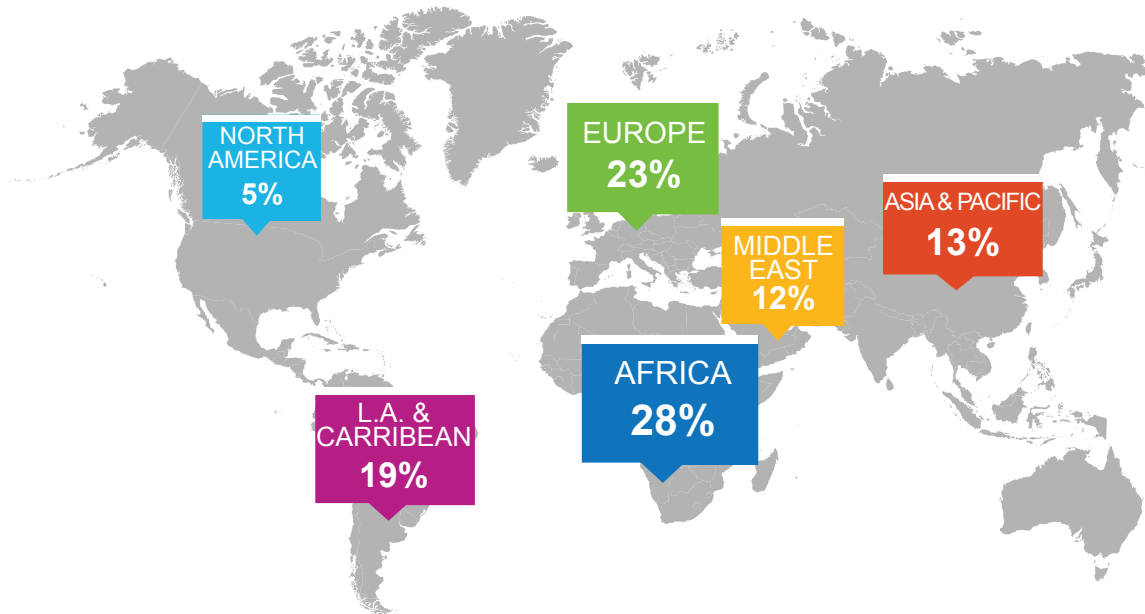 NORTH
AMERICA
5%
EUROPE
23%
ASIA & PACIFIC
13%
MIDDLE
EAST
12%
AFRICA
28%
L.A. &
CARRIBEAN
19%